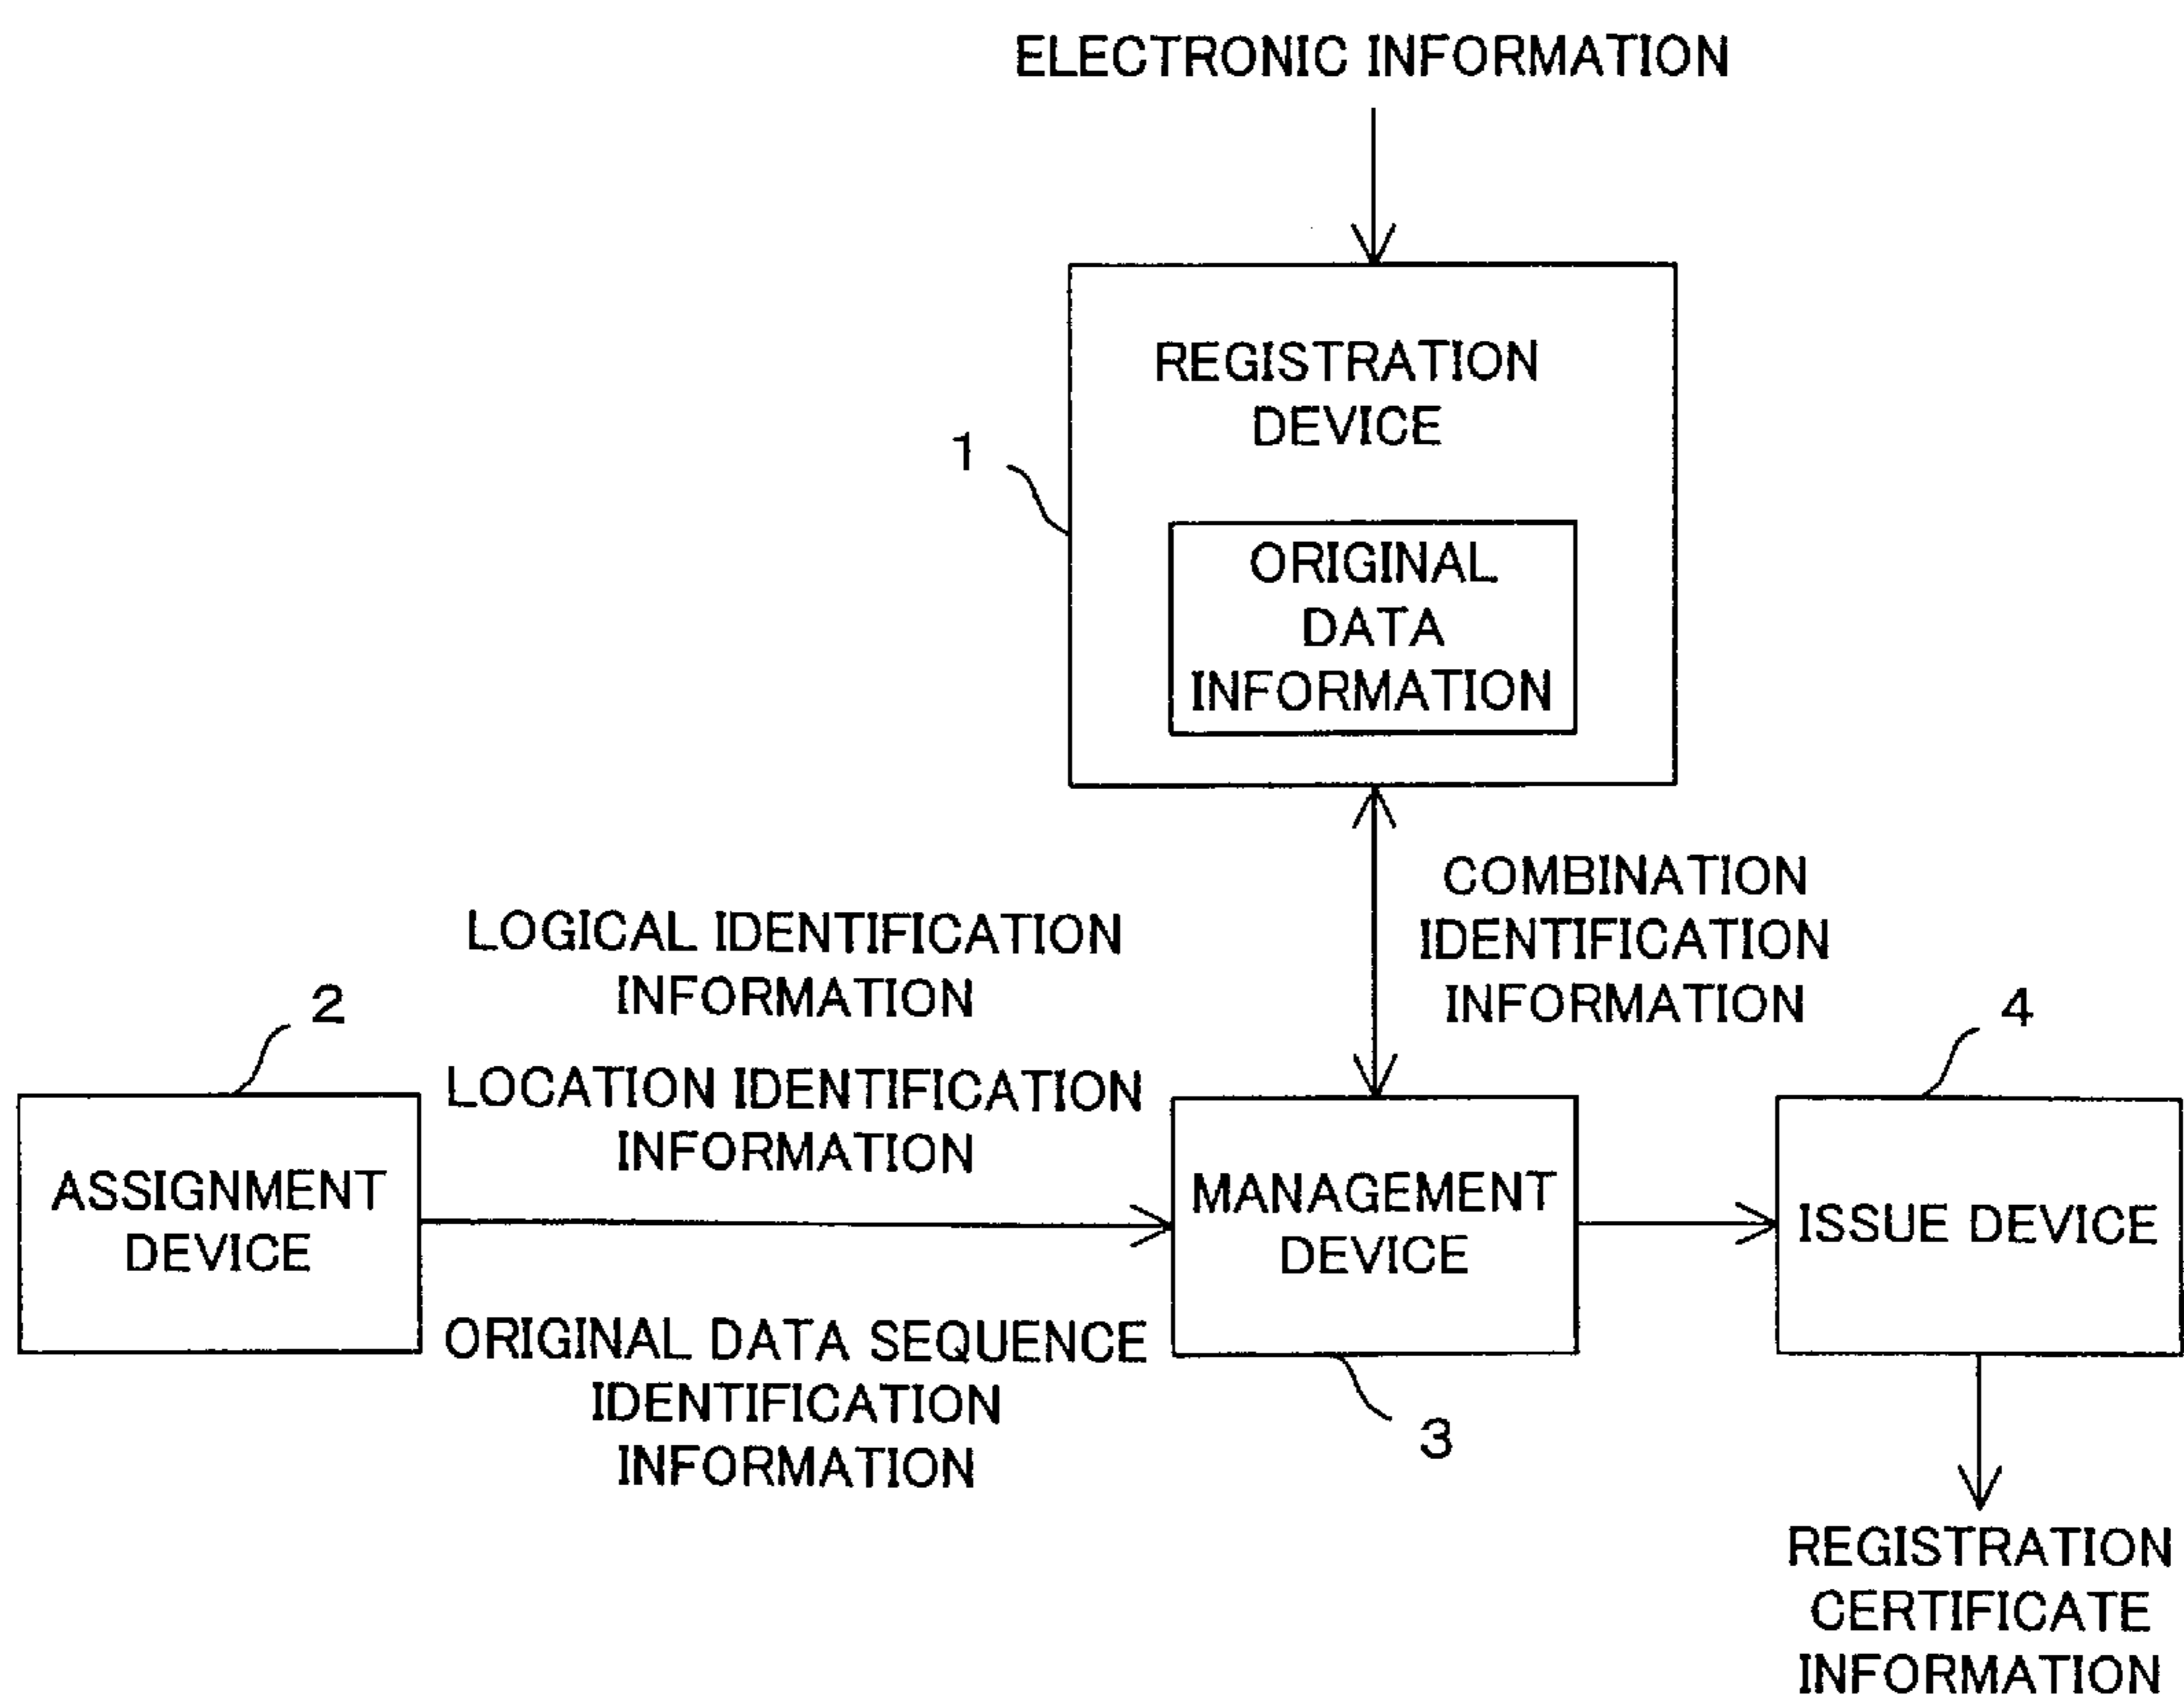 ELECTRONIC INFORMATION
REGISTRATION
DEVICE
1
ORIGINAL
DATA
INFORMATION
COMBINATION
IDENTIFICATION
INFORMATION
LOGICAL IDENTIFICATION
INFORMATION
2
4
LOCATION IDENTIFICATION
INFORMATION
ASSIGNMENT
DEVICE
MANAGEMENT
DEVICE
ISSUE DEVICE
ORIGINAL DATA SEQUENCE
IDENTIFICATION
INFORMATION
3
REGISTRATION
CERTIFICATE
INFORMATION